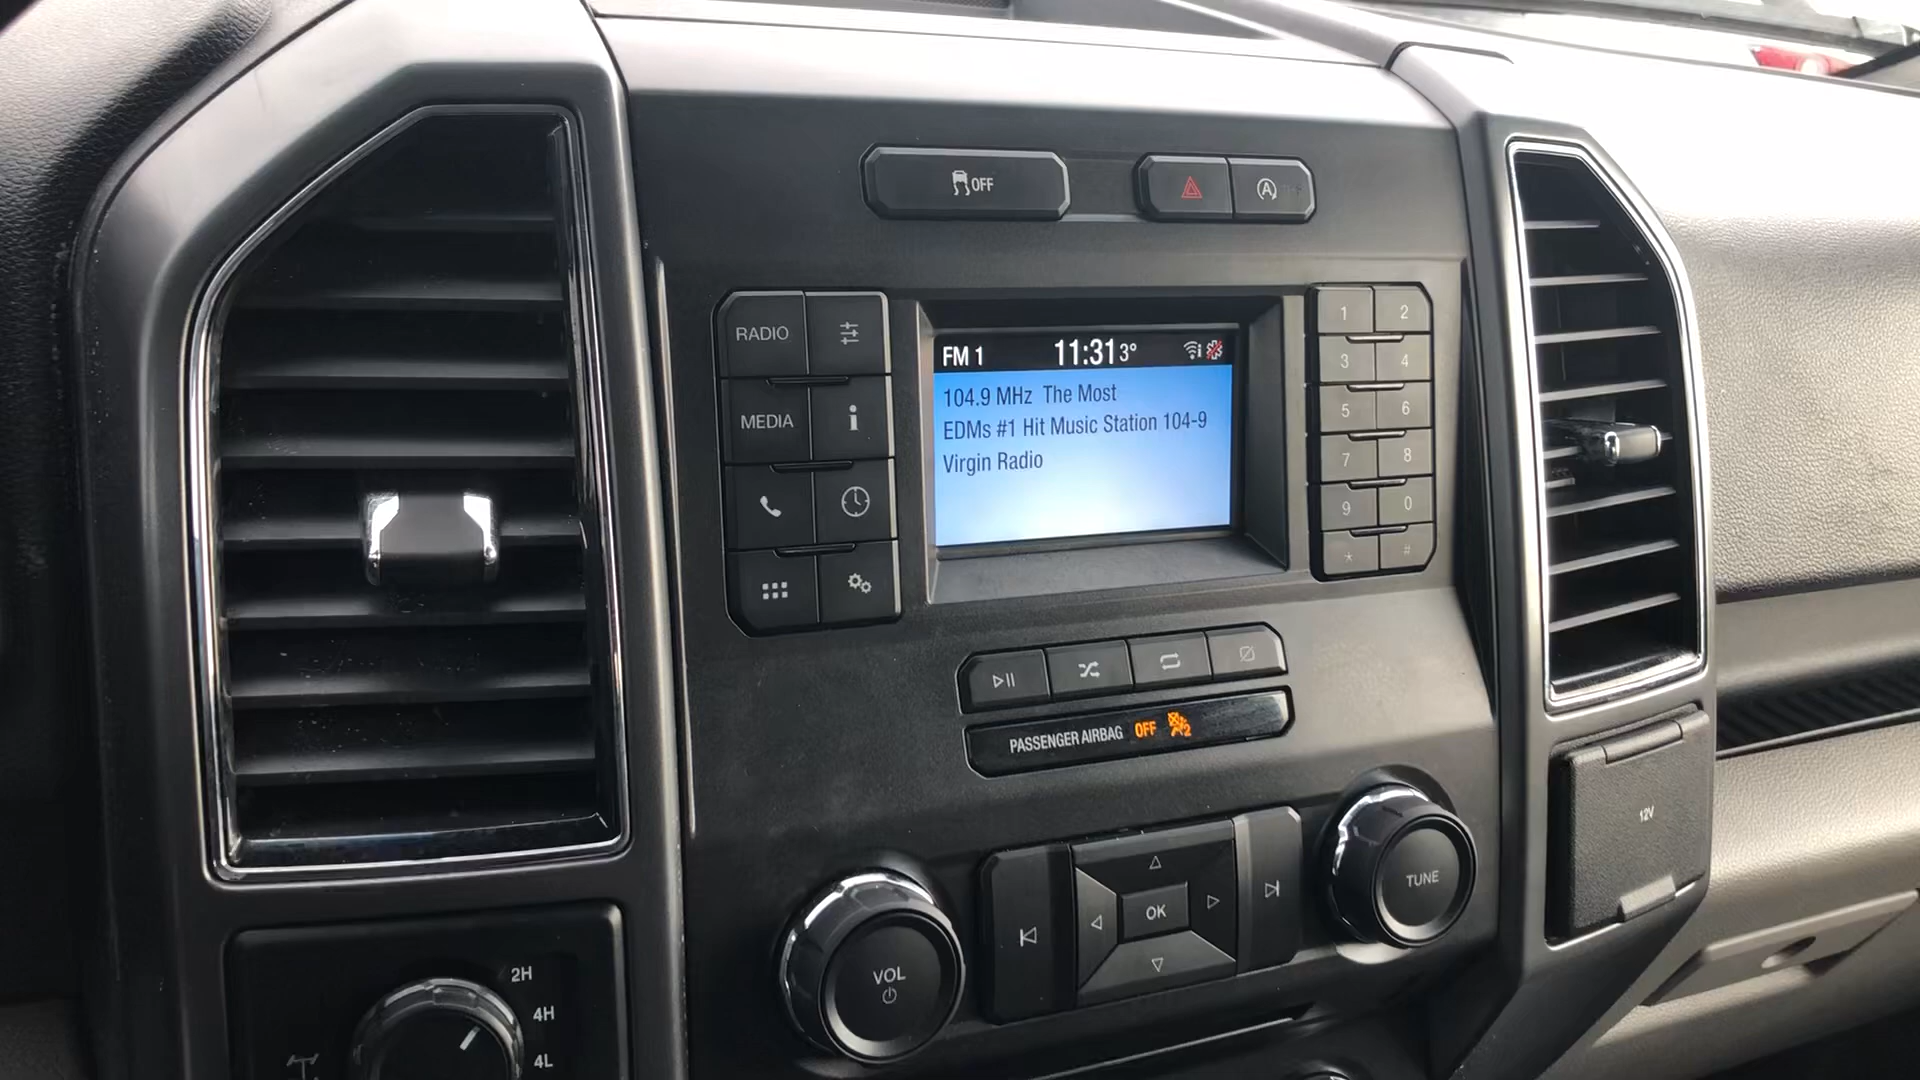 OFF
RADIO
MEDIA
FM 1 11:31 3°
104.9 MHz The Most
EDMs #1 Hit Music Station 104-9
Virgin Radio
1 2
3 4
5 6
7 8
9 0
* #
PASSENGER AIRBAG OFF 2
12V
VOL
OK
TUNE
2H
4H
4L